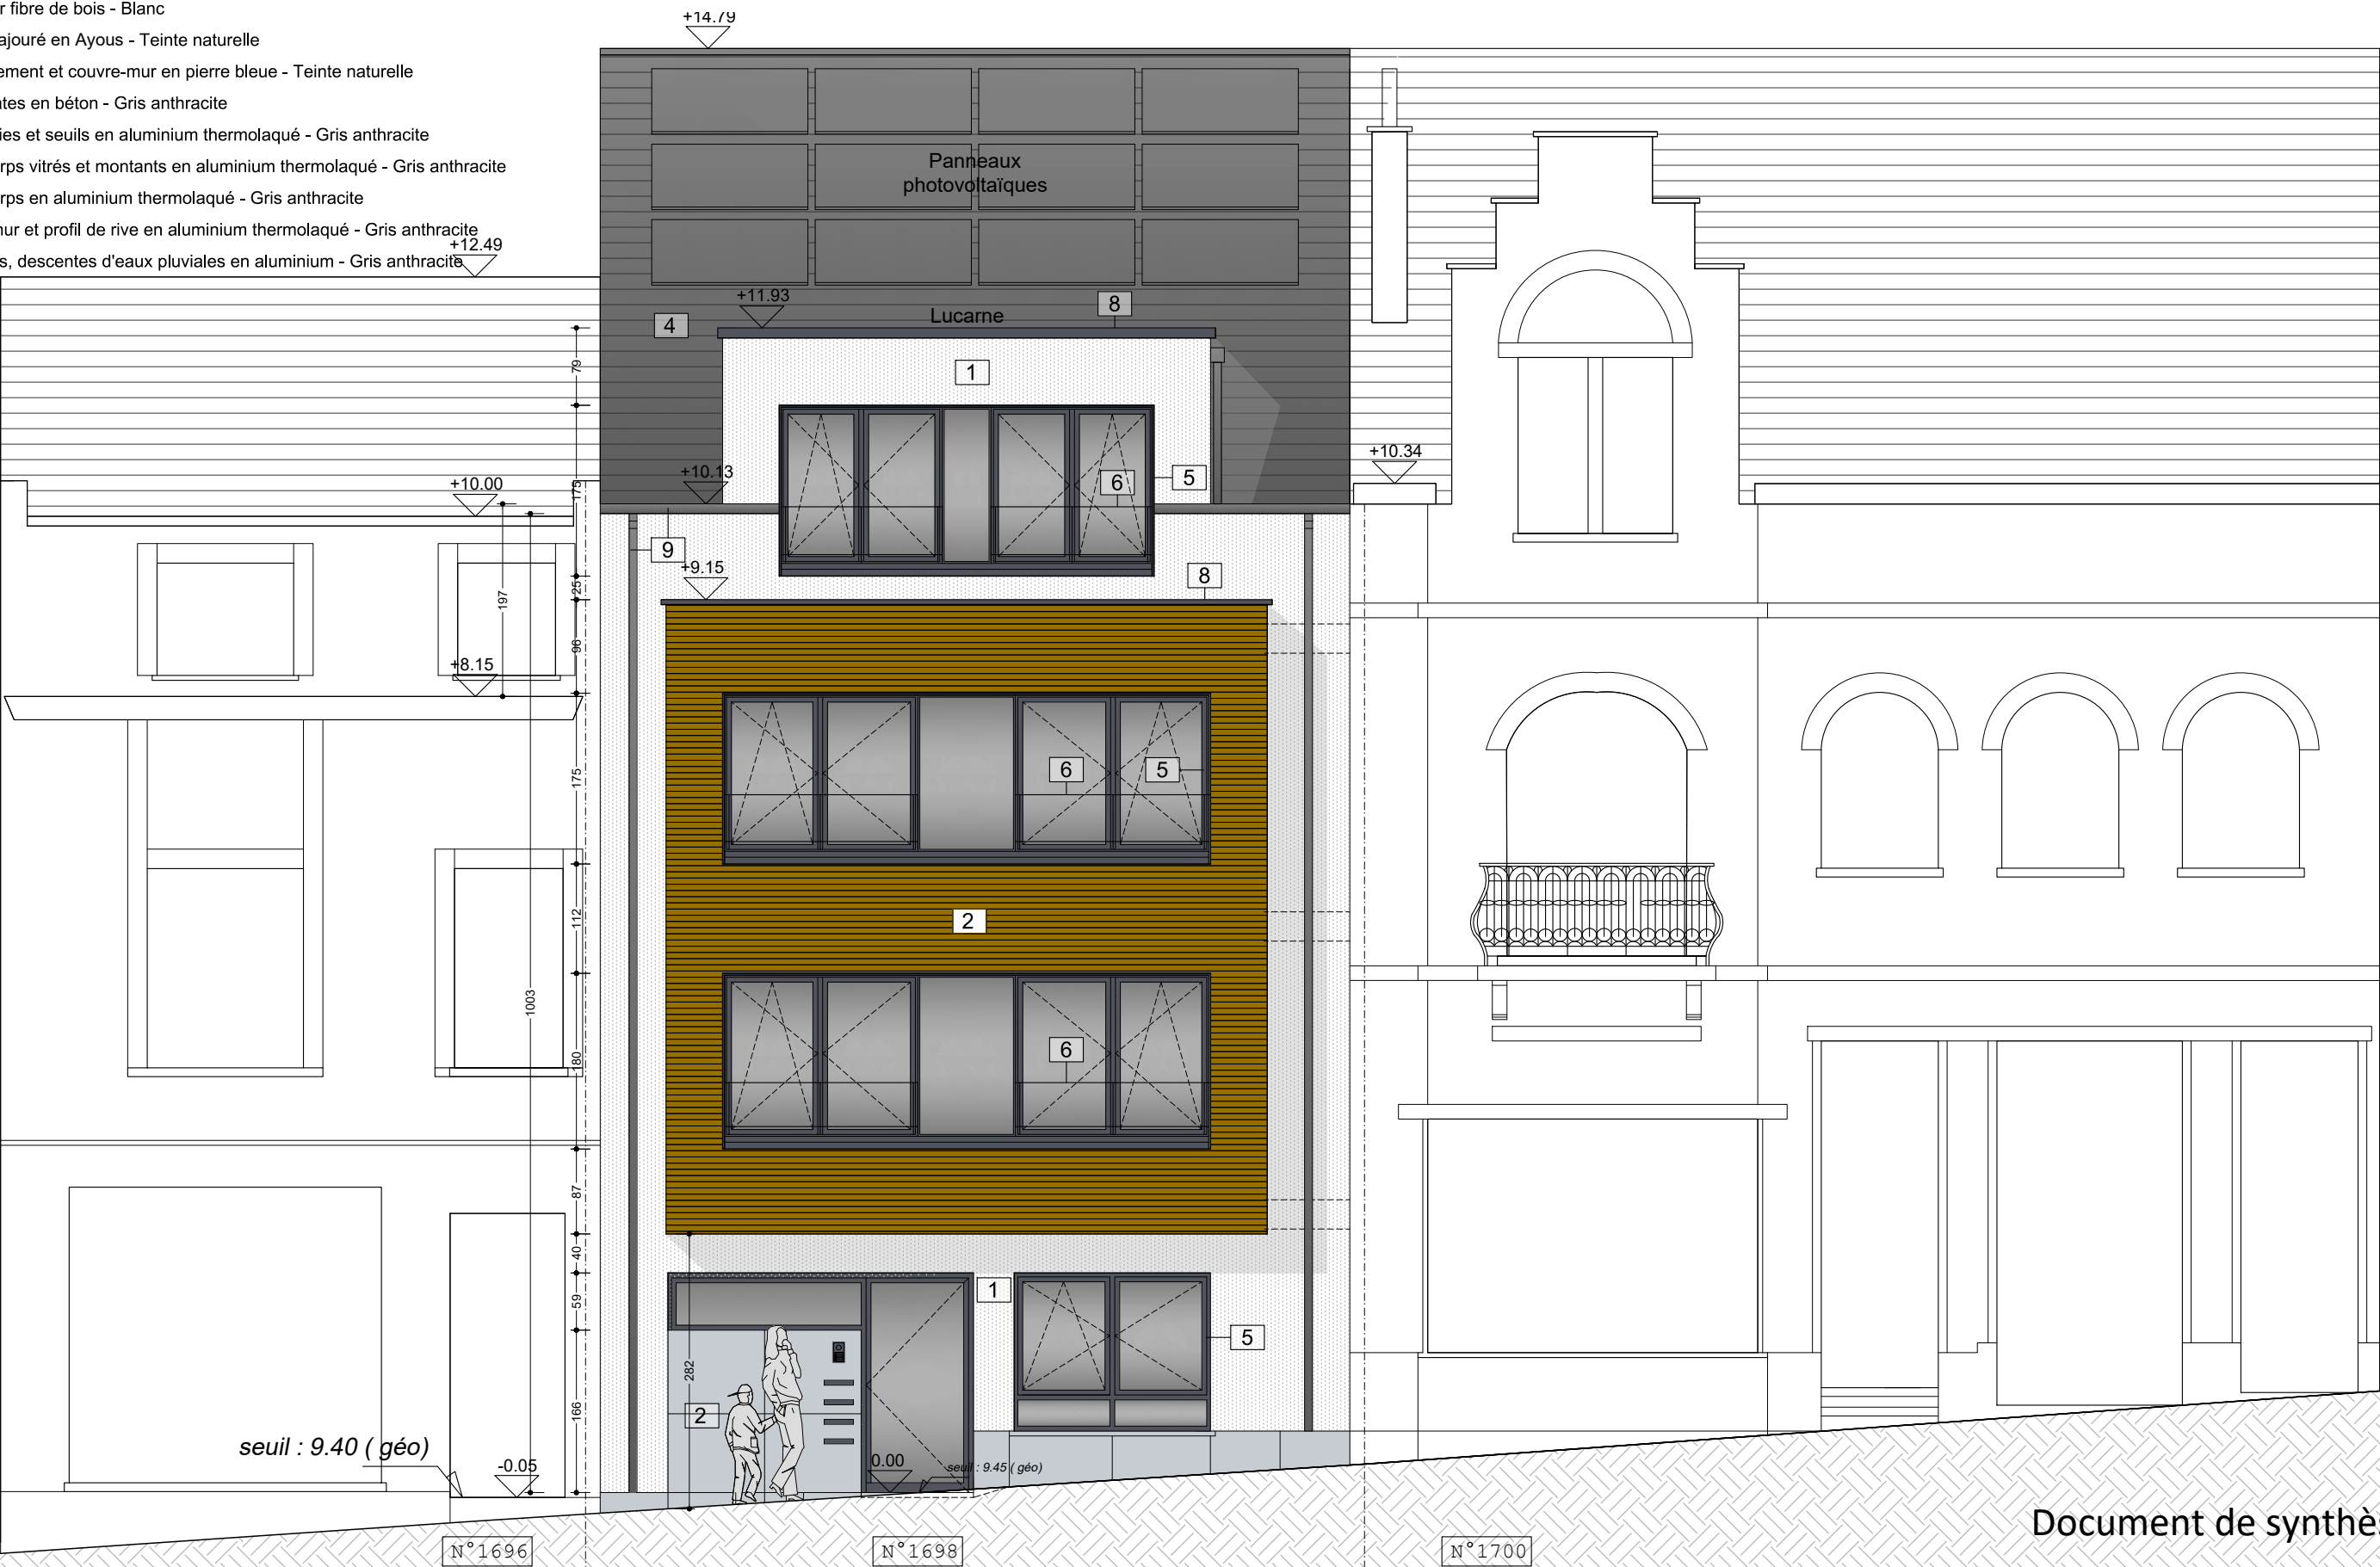 r fibre de bois - Blanc
ajouré en Ayous - Teinte naturelle
ement et couvre-mur en pierre bleue - Teinte naturelle
tes en béton - Gris anthracite
ies et seuils en aluminium thermolaqué - Gris anthracite
rps vitrés et montants en aluminium thermolaqué - Gris anthracite
rps en aluminium thermolaqué - Gris anthracite
nur et profil de rive en aluminium thermolaqué - Gris anthracite
s, descentes d'eaux pluviales en aluminium - Gris anthracite
+14.79
Panneaux
photovoltaïques
+12.49
+11.93
Lucarne
8
4
1
79
+10.13
6
5
+10.34
+10.00
175
9
+9.15
8
25
197
96
+8.15
175
6
5
2
112
1003
180
6
87
40
1
59
5
282
2
166
seuil : 9.40 ( géo)
-0.05
0.00
seuil : 9.45 ( géo)
Document de synthès
N°1696
N°1698
N°1700